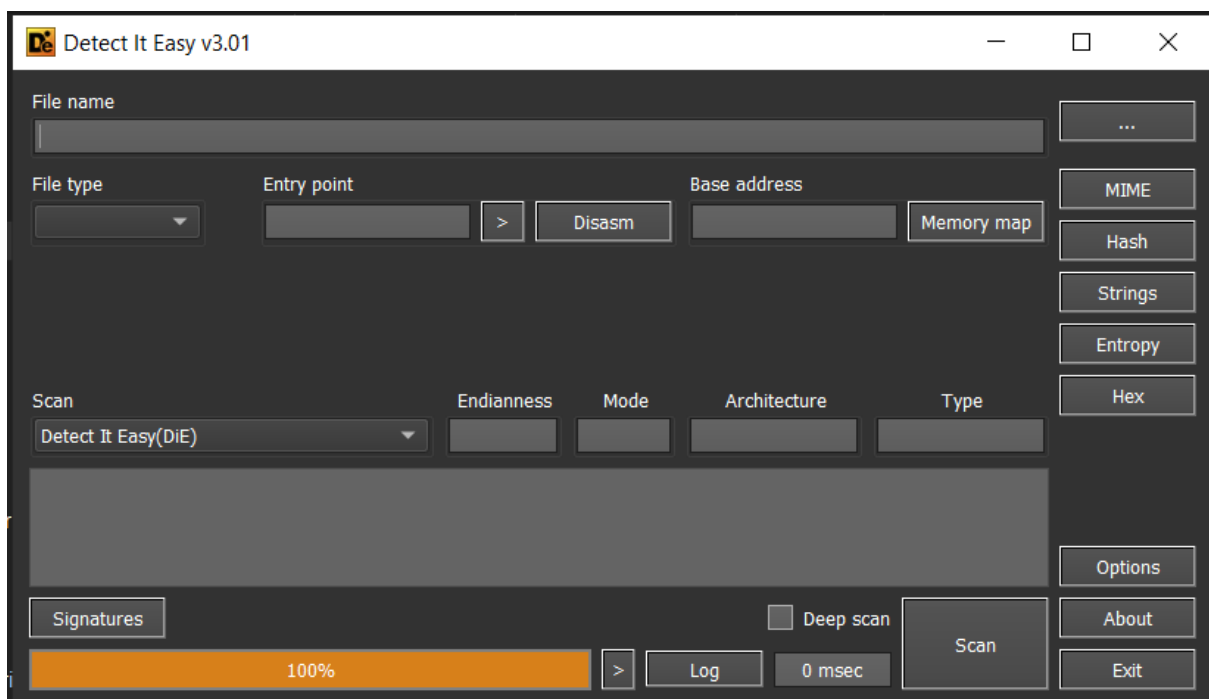 Detect It Easy v3.01
File name
...
File type
Entry point
Base address
>
Disasm
Memory map
MIME
Hash
Strings
Entropy
Hex
Scan
Endianness
Mode
Architecture
Type
Detect It Easy(DiE)
Options
Signatures
Deep scan
Scan
About
100%
>
Log
0 msec
Exit